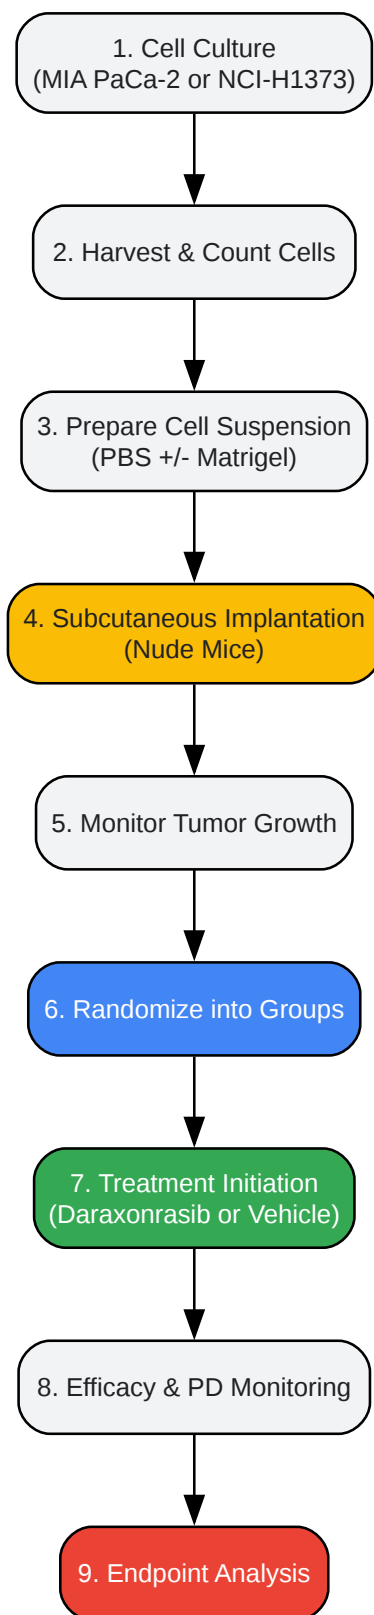 1. Cell Culture
(MIA PaCa-2 or NCI-H1373)
2. Harvest & Count Cells
3. Prepare Cell Suspension
(PBS +/- Matrigel)
4. Subcutaneous Implantation
(Nude Mice)
5. Monitor Tumor Growth
6. Randomize into Groups
7. Treatment Initiation
(Daraxonrasib or Vehicle)
8. Efficacy & PD Monitoring
9. Endpoint Analysis